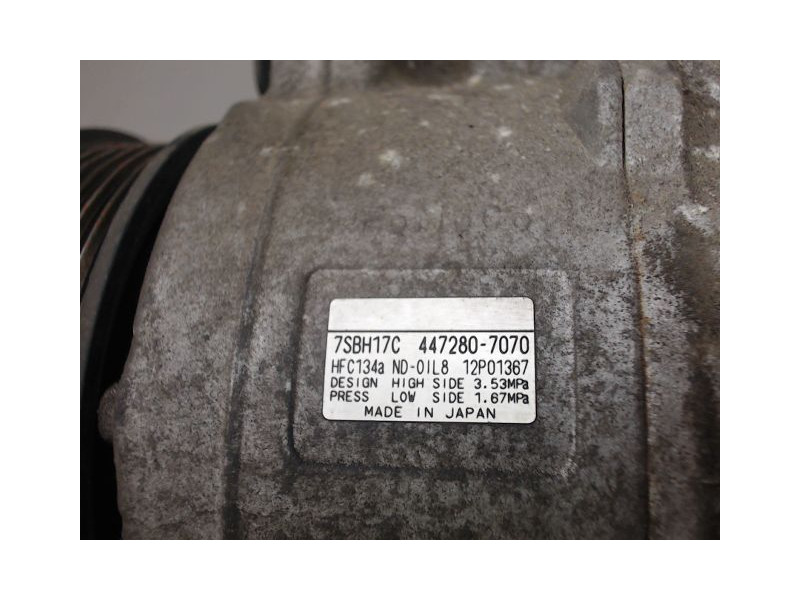 7SBH17C 447280-7070
HFC134a ND-OIL8 12P01367
DESIGN HIGH SIDE 3.53MPa
PRESS LOW SIDE 1.67MPa
MADE IN JAPAN